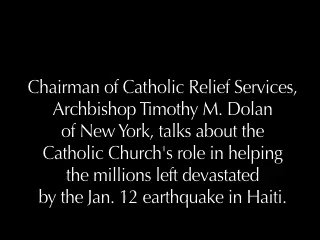 Chairman of Catholic Relief Services,
Archbishop Timothy M. Dolan
of New York, talks about the
Catholic Church's role in helping
the millions left devastated
by the Jan. 12 earthquake in Haiti.